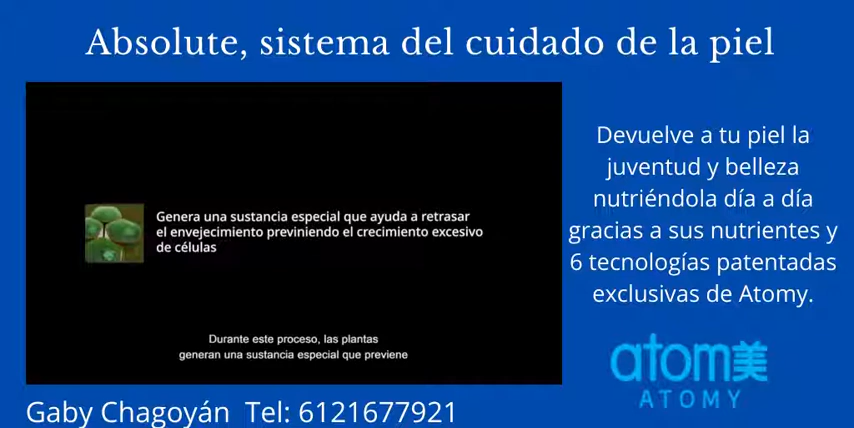 Absolute, sistema del cuidado de la piel
Genera una sustancia especial que ayuda a retrasar
el envejecimiento previniendo el crecimiento excesivo
de células
Durante este proceso, las plantas
generan una sustancia especial que previene
Devuelve a tu piel la
juventud y belleza
nutriéndola día a día
gracias a sus nutrientes y
6 tecnologías patentadas
exclusivas de Atomy.
atom美
ATOMY
Gaby Chagoyán Tel: 6121677921